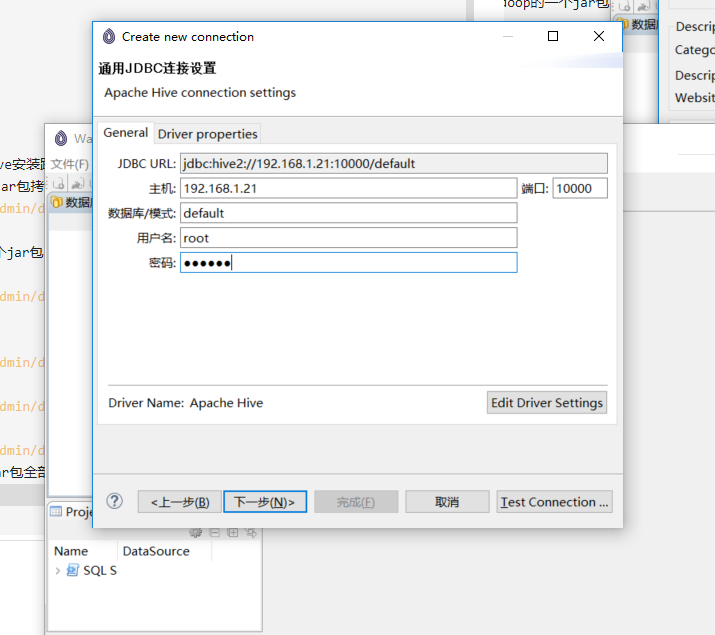 ioop的一个jar包
Create new connection
通用JDBC连接设置
Apache Hive connection settings
General
Driver properties
JDBC URL: jdbc:hive2://192.168.1.21:10000/default
主机: 192.168.1.21 端口: 10000
数据库/模式: default
用户名: root
密码: ●●●●●●
Driver Name: Apache Hive
Edit Driver Settings
<上一步(B)
下一步(N)>
完成(F)
取消
Test Connection ...
数据
Descrip
Catego
Descrip
Websit
Wa
文件(F)
数据
ve安装
ar包拷
dmin/d
个jar包
dmin/d
dmin/d
dmin/d
dmin/d
ar包全部
Proje
Name DataSource
SQL S